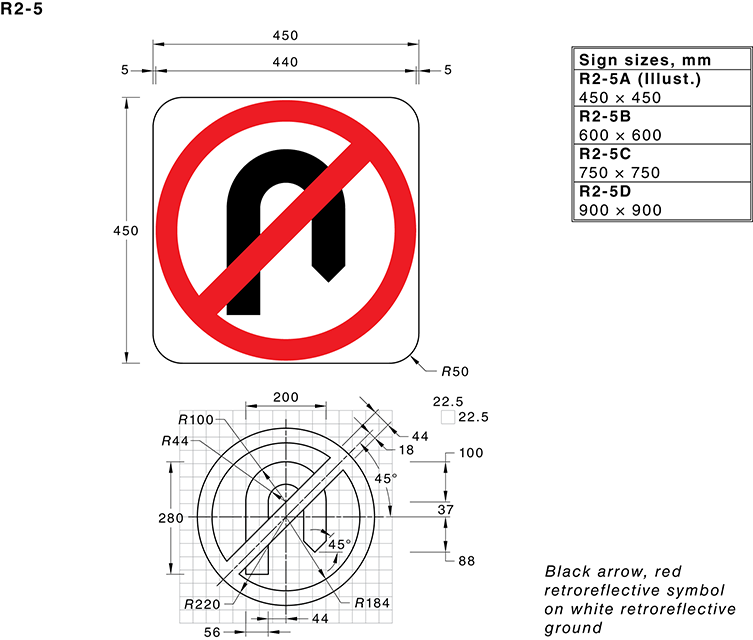 R2-5
450
440
5
5
450
R50
Sign sizes, mm
R2-5A (Illust.)
450 × 450
R2-5B
600 × 600
R2-5C
750 × 750
R2-5D
900 × 900
200
R100
R44
22.5
22.5
44
18
100
45°
37
280
45°
88
R220
R184
44
56
Black arrow, red
retroreflective symbol
on white retroreflective
ground